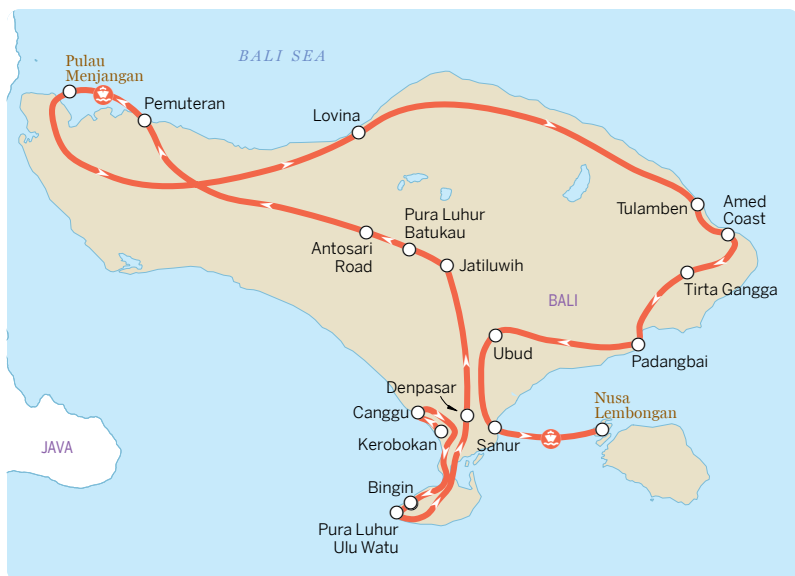 BALI SEA
Pulau
Menjangan
Pemuteran
Lovina
Tulamben
Amed
Coast
Pura Luhur
Batukau
Antosari
Road
Jatiluwih
Tirta Gangga
BALI
Ubud
Padangbai
Denpasar
Nusa
Lembongan
Canggu
Kerobokan
Sanur
JAVA
Bingin
Pura Luhur
Ulu Watu